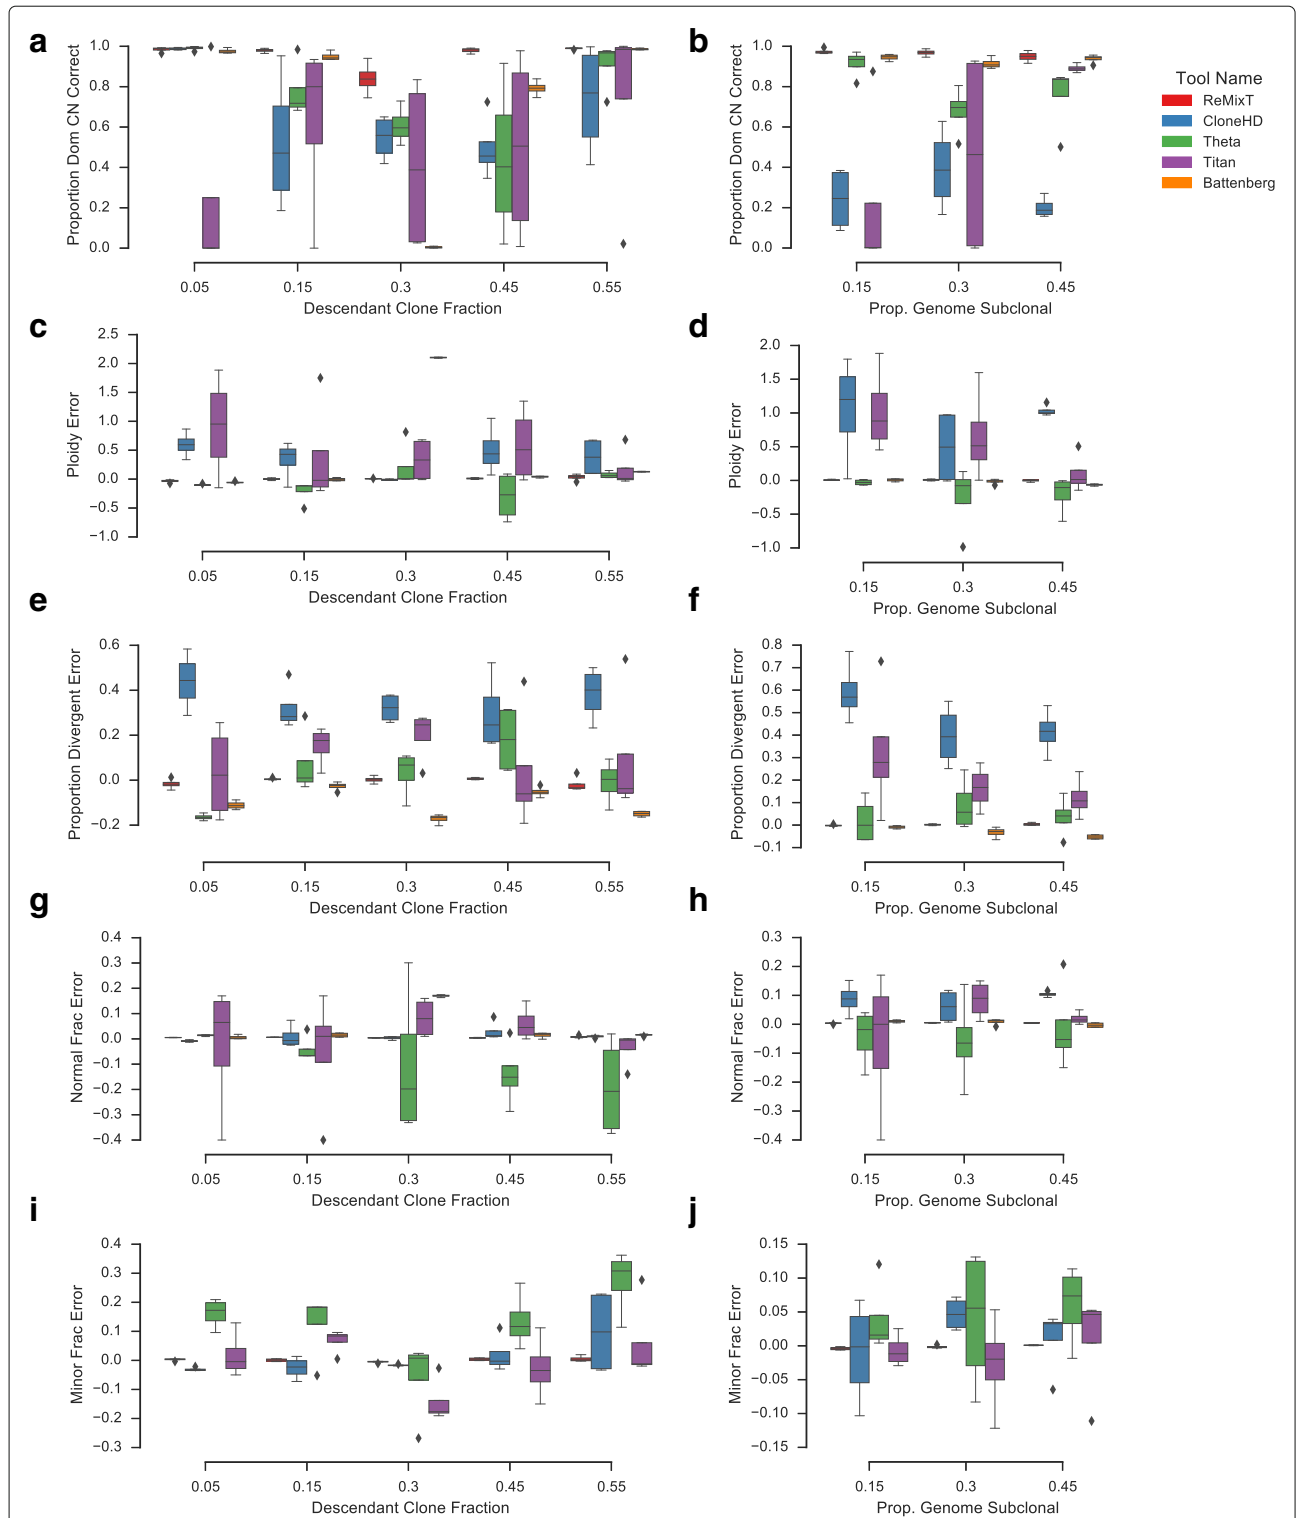 a
Proportion Dom CN Correct
1.0
0.8
0.6
0.4
0.2
0.0
0.05 0.15 0.3 0.45 0.55
Descendant Clone Fraction
b
Proportion Dom CN Correct
1.0
0.8
0.6
0.4
0.2
0.0
0.15 0.3 0.45
Prop. Genome Subclonal
Tool Name
ReMixT
CloneHD
Theta
Titan
Battenberg
c
Ploidy Error
2.5
2.0
1.5
1.0
0.5
0.0
−0.5
−1.0
0.05 0.15 0.3 0.45 0.55
Descendant Clone Fraction
d
Ploidy Error
2.0
1.5
1.0
0.5
0.0
−0.5
−1.0
0.15 0.3 0.45
Prop. Genome Subclonal
e
Proportion Divergent Error
0.6
0.4
0.2
0.0
−0.2
0.05 0.15 0.3 0.45 0.55
Descendant Clone Fraction
f
Proportion Divergent Error
0.8
0.7
0.6
0.5
0.4
0.3
0.2
0.1
0.0
−0.1
0.15 0.3 0.45
Prop. Genome Subclonal
g
Normal Frac Error
0.4
0.3
0.2
0.1
0.0
−0.1
−0.2
−0.3
−0.4
0.05 0.15 0.3 0.45 0.55
Descendant Clone Fraction
h
Normal Frac Error
0.3
0.2
0.1
0.0
−0.1
−0.2
−0.3
−0.4
0.15 0.3 0.45
Prop. Genome Subclonal
i
Minor Frac Error
0.4
0.3
0.2
0.1
0.0
−0.1
−0.2
−0.3
0.05 0.15 0.3 0.45 0.55
Descendant Clone Fraction
j
Minor Frac Error
0.15
0.10
0.05
0.00
−0.05
−0.10
−0.15
0.15 0.3 0.45
Prop. Genome Subclonal